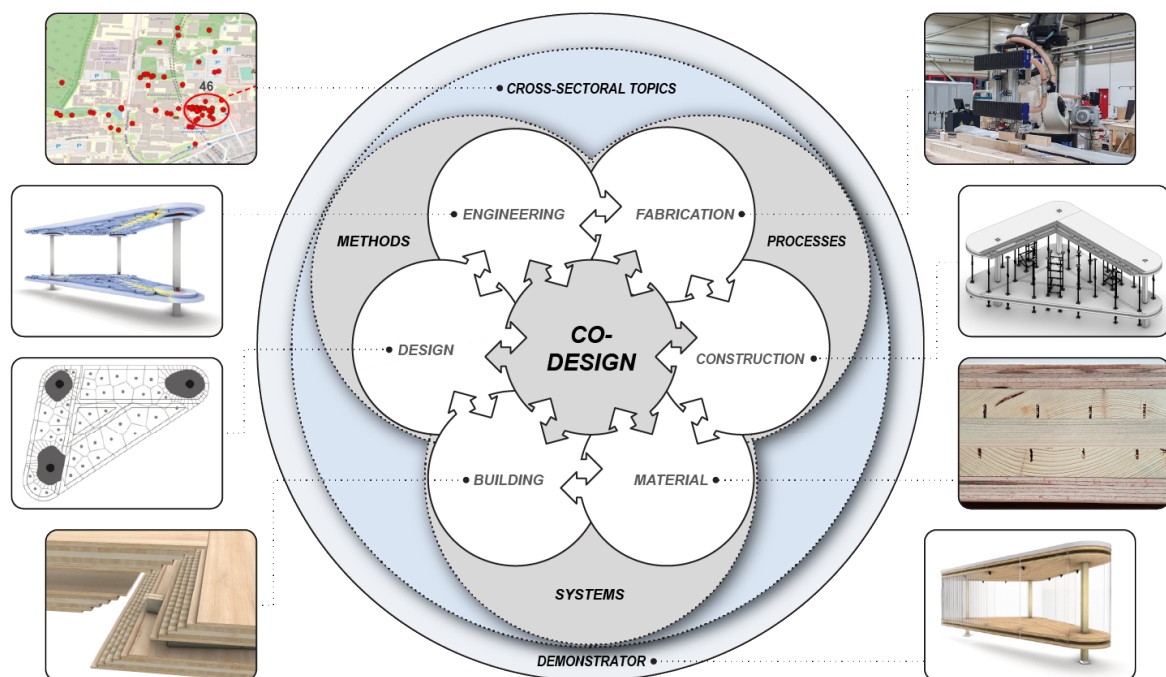 46
CROSS-SECTORAL TOPICS
ENGINEERING
FABRICATION
METHODS
PROCESSES
CO-
DESIGN
DESIGN
CONSTRUCTION
BUILDING
MATERIAL
SYSTEMS
DEMONSTRATOR